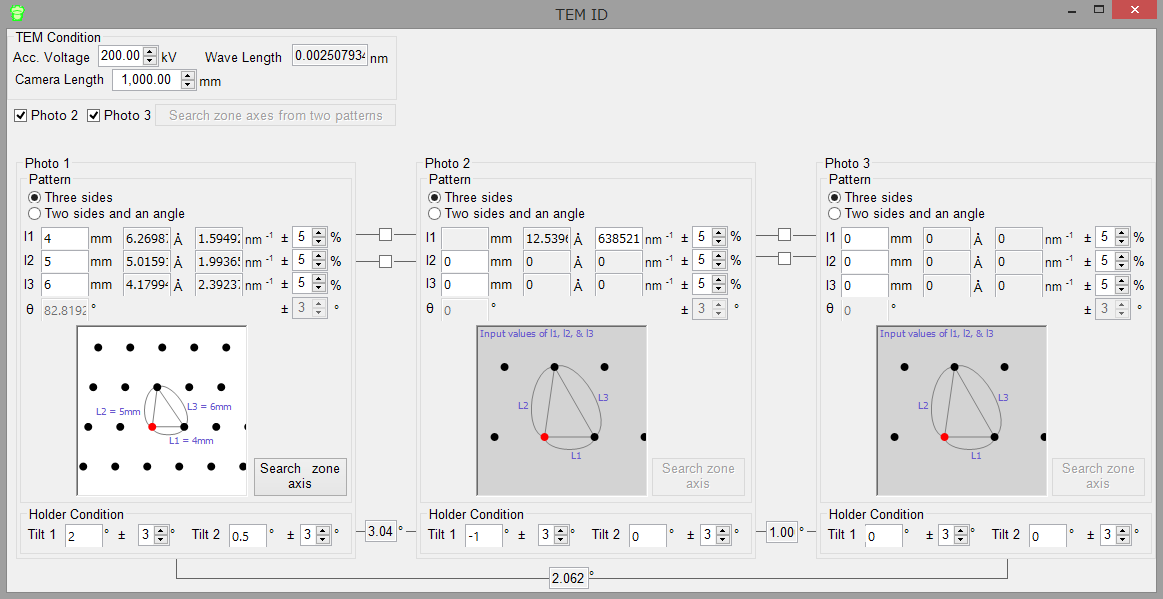 TEM ID
TEM Condition
Acc. Voltage 200.00 kV Wave Length 0.002507934 nm
Camera Length 1,000.00 mm
Photo 2 Photo 3 Search zone axes from two patterns
Photo 1
Pattern
Three sides
Two sides and an angle
l1 4 mm 6.2698 Å 1.5949 nm -1 ± 5 %
l2 5 mm 5.0159 Å 1.9936 nm -1 ± 5 %
l3 6 mm 4.1799 Å 2.3923 nm -1 ± 5 %
θ 82.8192 ° ± 3 °
L2 = 5mm
L3 = 6mm
L1 = 4mm
Search zone
axis
Holder Condition
Tilt 1 2 ° ± 3 ° Tilt 2 0.5 ° ± 3 °
3.04 °
Photo 2
Pattern
Three sides
Two sides and an angle
l1 mm 12.539 Å 638521 nm -1 ± 5 %
l2 0 mm 0 Å 0 nm -1 ± 5 %
l3 0 mm 0 Å 0 nm -1 ± 5 %
θ 0 ° ± 3 °
Input values of l1, l2, & l3
L2
L3
L1
Search zone
axis
Holder Condition
Tilt 1 -1 ° ± 3 ° Tilt 2 0 ° ± 3 °
1.00 °
Photo 3
Pattern
Three sides
Two sides and an angle
l1 0 mm 0 Å 0 nm -1 ± 5 %
l2 0 mm 0 Å 0 nm -1 ± 5 %
l3 0 mm 0 Å 0 nm -1 ± 5 %
θ 0 ° ± 3 °
Input values of l1, l2, & l3
L2
L3
L1
Search zone
axis
Holder Condition
Tilt 1 0 ° ± 3 ° Tilt 2 0 ° ± 3 °
2.062 °